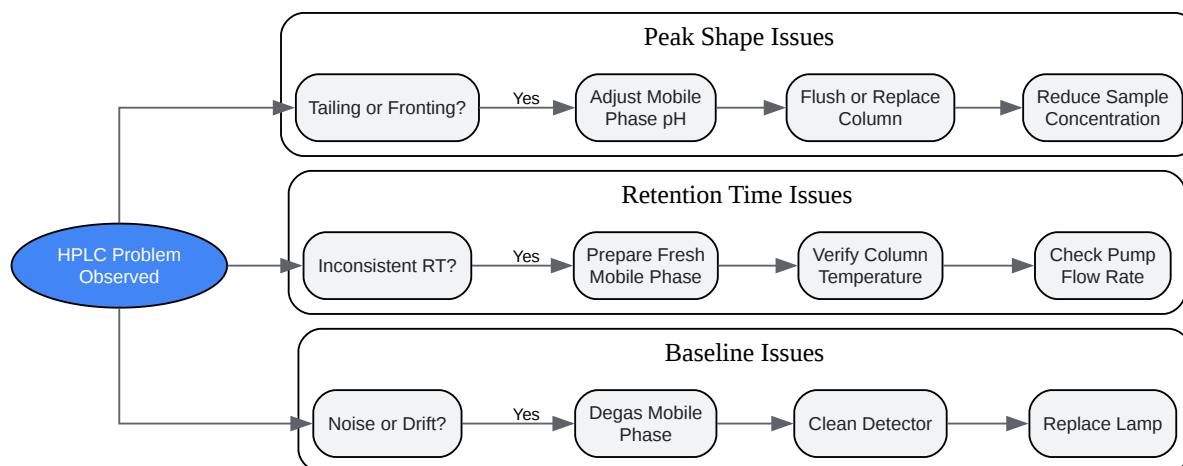 Peak Shape Issues
Tailing or Fronting?
Yes
Adjust Mobile
Phase pH
Flush or Replace
Column
Reduce Sample
Concentration
HPLC Problem
Observed
Retention Time Issues
Inconsistent RT?
Yes
Prepare Fresh
Mobile Phase
Verify Column
Temperature
Check Pump
Flow Rate
Baseline Issues
Noise or Drift?
Yes
Degas Mobile
Phase
Clean Detector
Replace Lamp